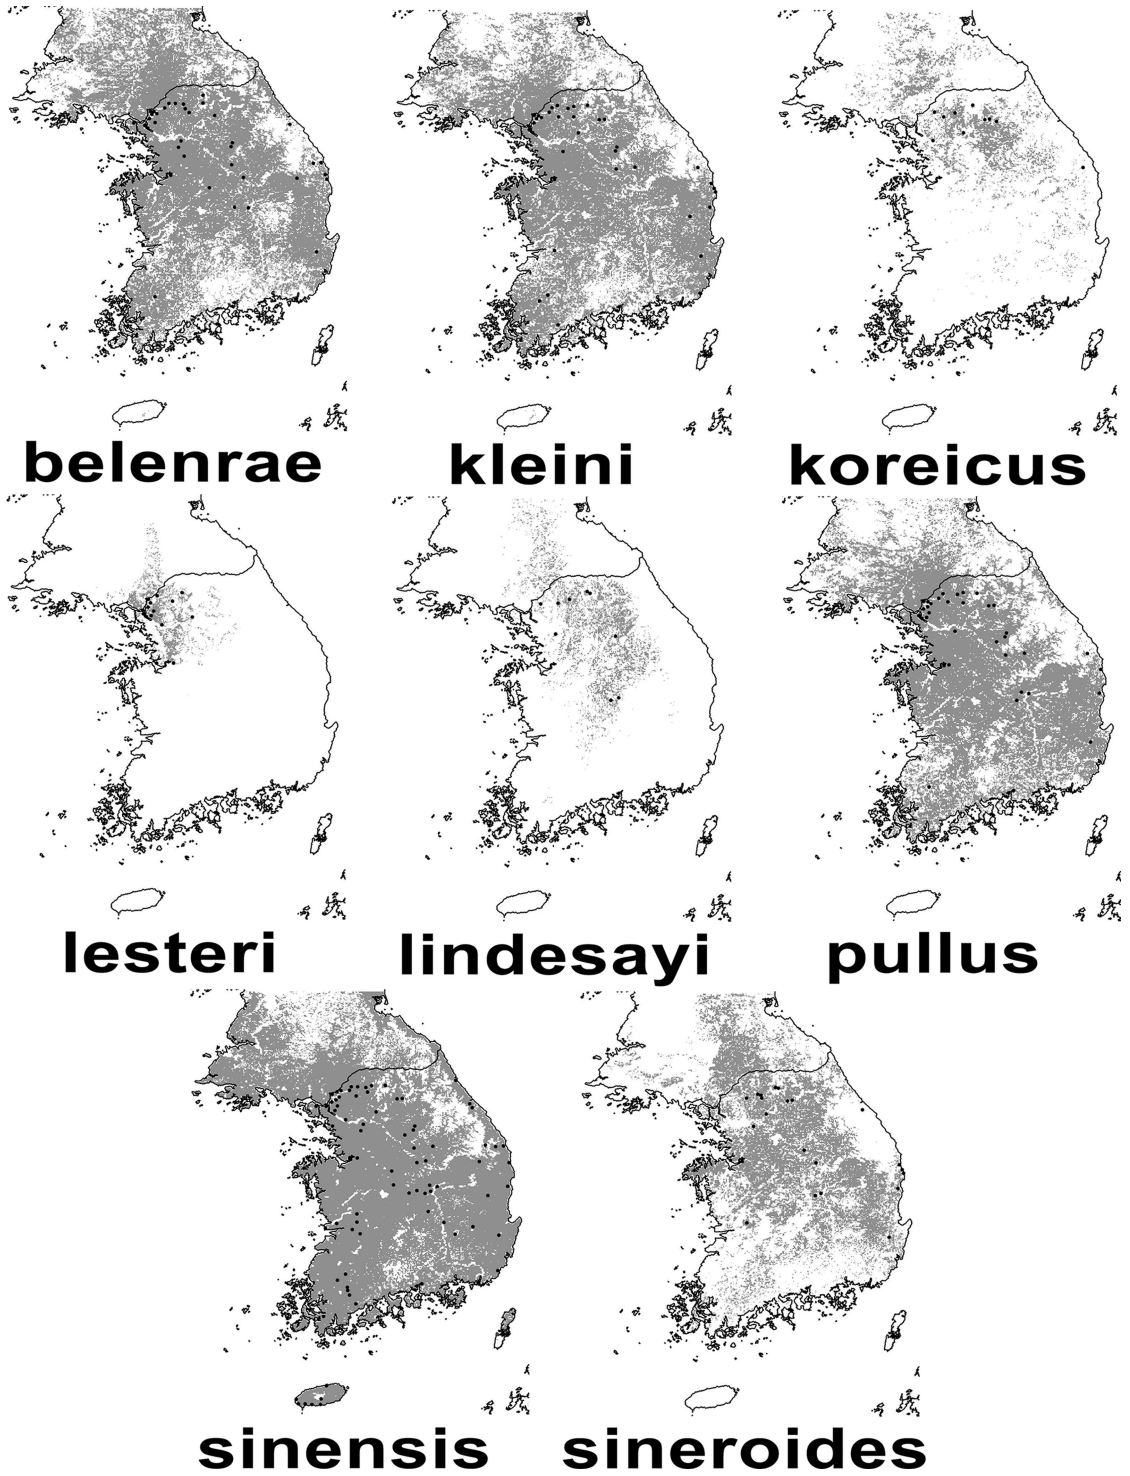 belenrae
kleini
koreicus
lesteri
lindesayi
pullus
sinensis
sineroides